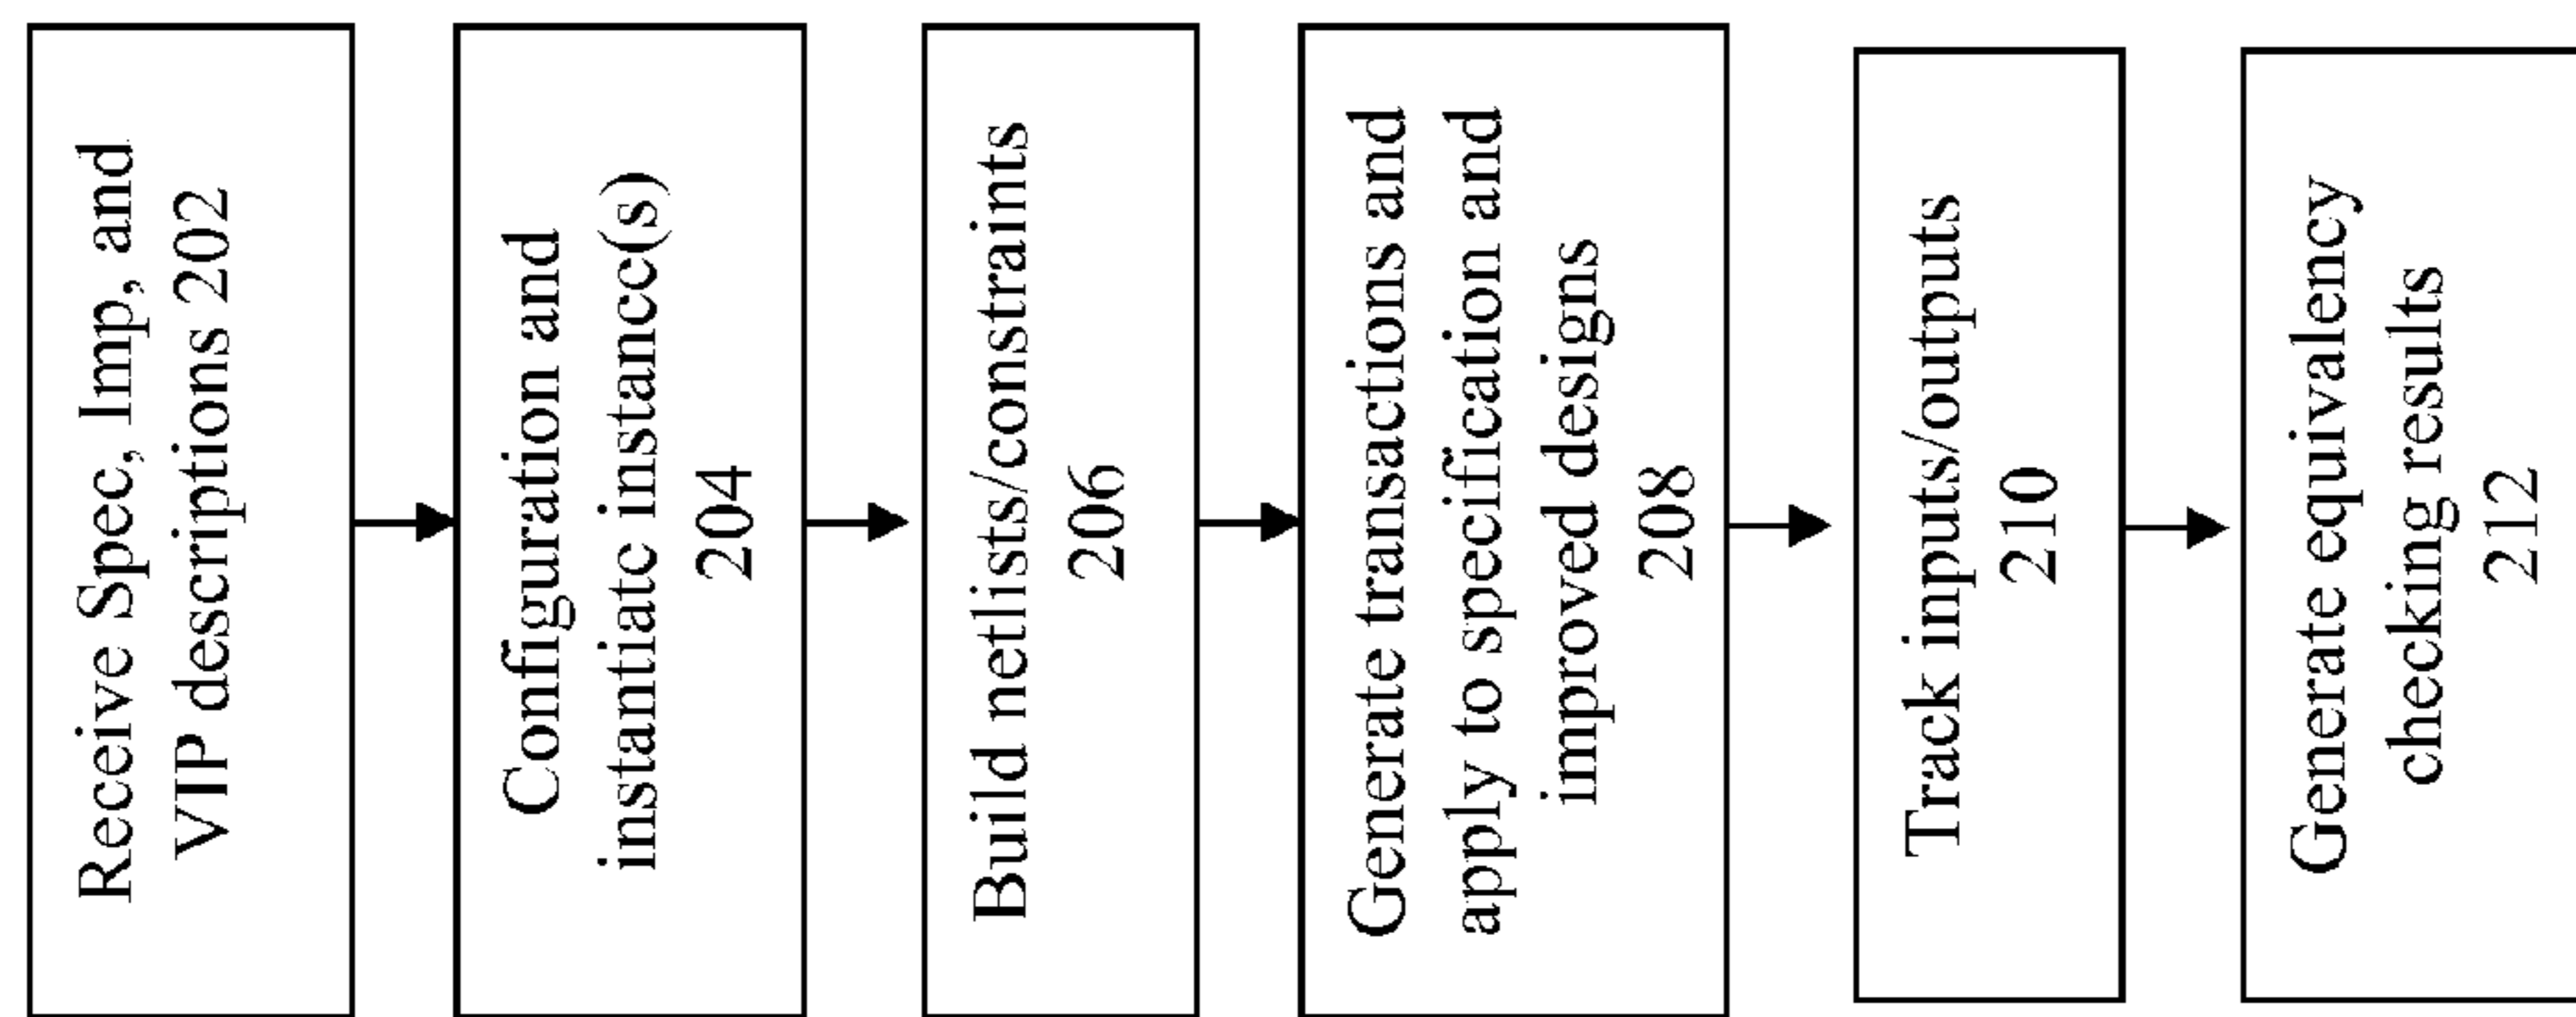 Receive Spec, Imp, and
VIP descriptions 202
Configuration and
instantiate instance(s)
204
Build netlists/constraints
206
Generate transactions and
apply to specification and
improved designs
208
Track inputs/outputs
210
Generate equivalency
checking results
212